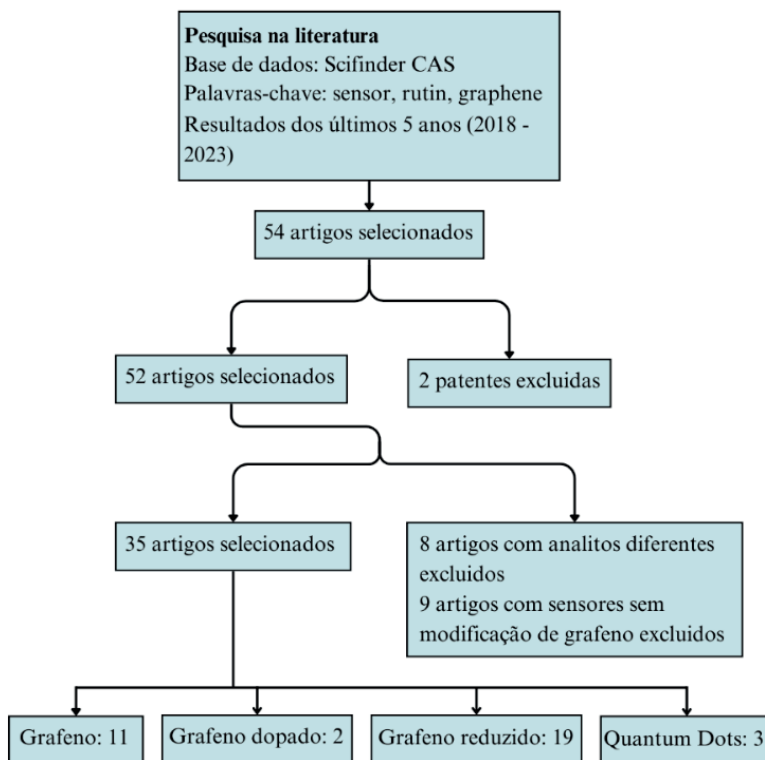 Pesquisa na literatura
Base de dados: Scifinder CAS
Palavras-chave: sensor, rutin, graphene
Resultados dos últimos 5 anos (2018 -
2023)
54 artigos selecionados
52 artigos selecionados
2 patentes excluidas
35 artigos selecionados
8 artigos com analitos diferentes
excluidos
9 artigos com sensores sem
modificação de grafeno excluidos
Grafeno: 11
Grafeno dopado: 2
Grafeno reduzido: 19
Quantum Dots: 3